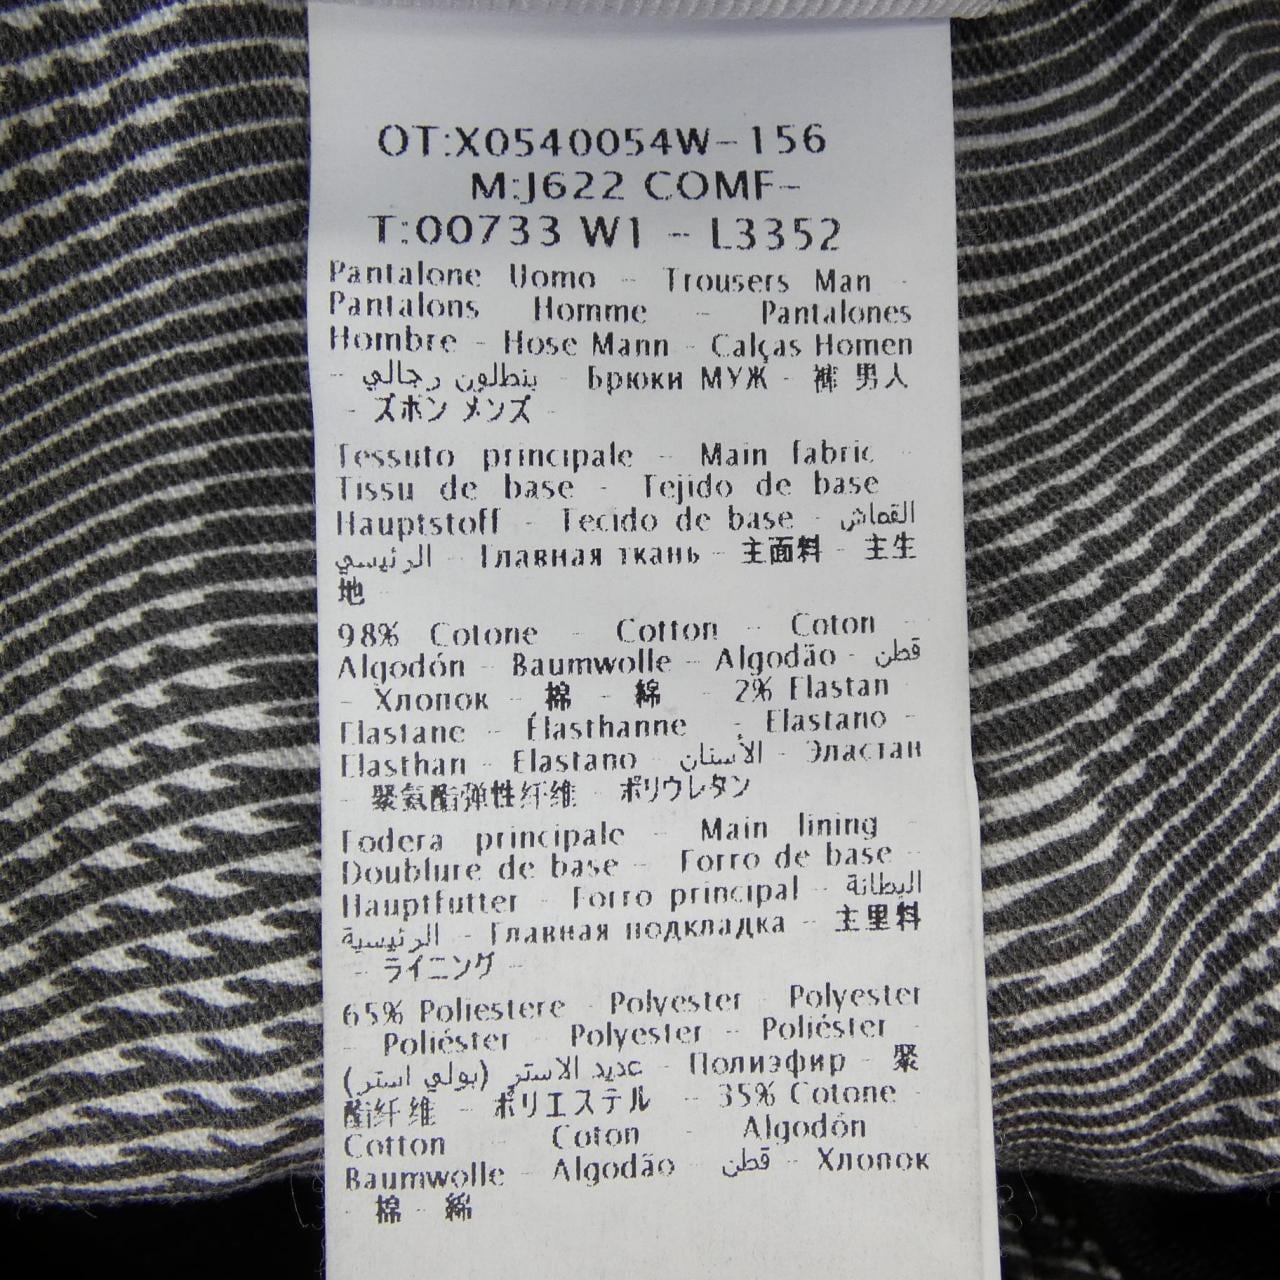 OT:X0540054W-156
M:J622 COMF-
T:00733 W1 - L3352
Pantalone Uomo - Trousers Man -
Pantalons Homme - Pantalones
Hombre - Hose Mann - Calças Homen
- بنطلون رجالي - Брюки МУЖ - 裤 男人
- ズボン メンズ -
Tessuto principale - Main fabric -
Tissu de base - Tejido de base
Hauptstoff - Tecido de base - القماش
الرئيسي - Главная ткань - 主面料 - 主生
地
98% Cotone - Cotton - Coton -
Algodón - Baumwolle - Algodão - قطن
- Хлопок - 棉 - 綿 - 2% Elastan
Elastane - Élasthanne - Elastano -
Elasthan - Elastano - الأستان - Эластан
- 聚氨酯弹性纤维 - ポリウレタン
Fodera principale - Main lining -
Doublure de base - Forro de base -
Hauptfutter - Forro principal - البطانة
الرئيسية - Главная подкладка - 主里料
- ライニング -
65% Poliestere - Polyester - Polyester
- Poliéster - Polyester - Poliéster -
عديد الاستر (بولي استر) - Полиэфир - 聚
酯纤维 - ポリエステル - 35% Cotone -
Cotton - Coton - Algodón
Baumwolle - Algodão - قطن - Хлопок
- 棉 - 綿